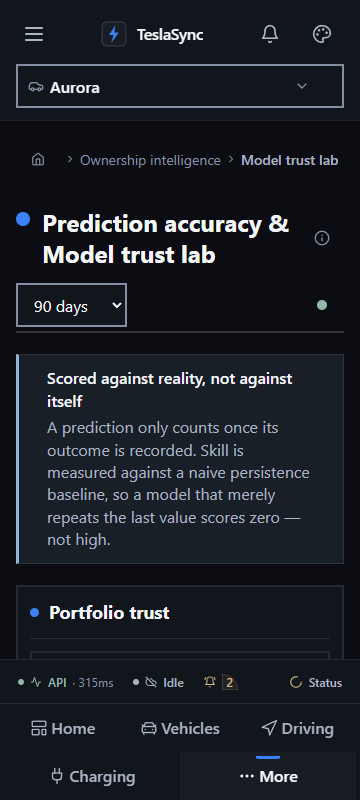 TeslaSync
Aurora
Ownership intelligence Model trust lab
Prediction accuracy &
Model trust lab
90 days
Scored against reality, not against
itself
A prediction only counts once its
outcome is recorded. Skill is
measured against a naive persistence
baseline, so a model that merely
repeats the last value scores zero —
not high.
Portfolio trust
API · 315ms Idle 2 Status
Home Vehicles Driving
Charging More